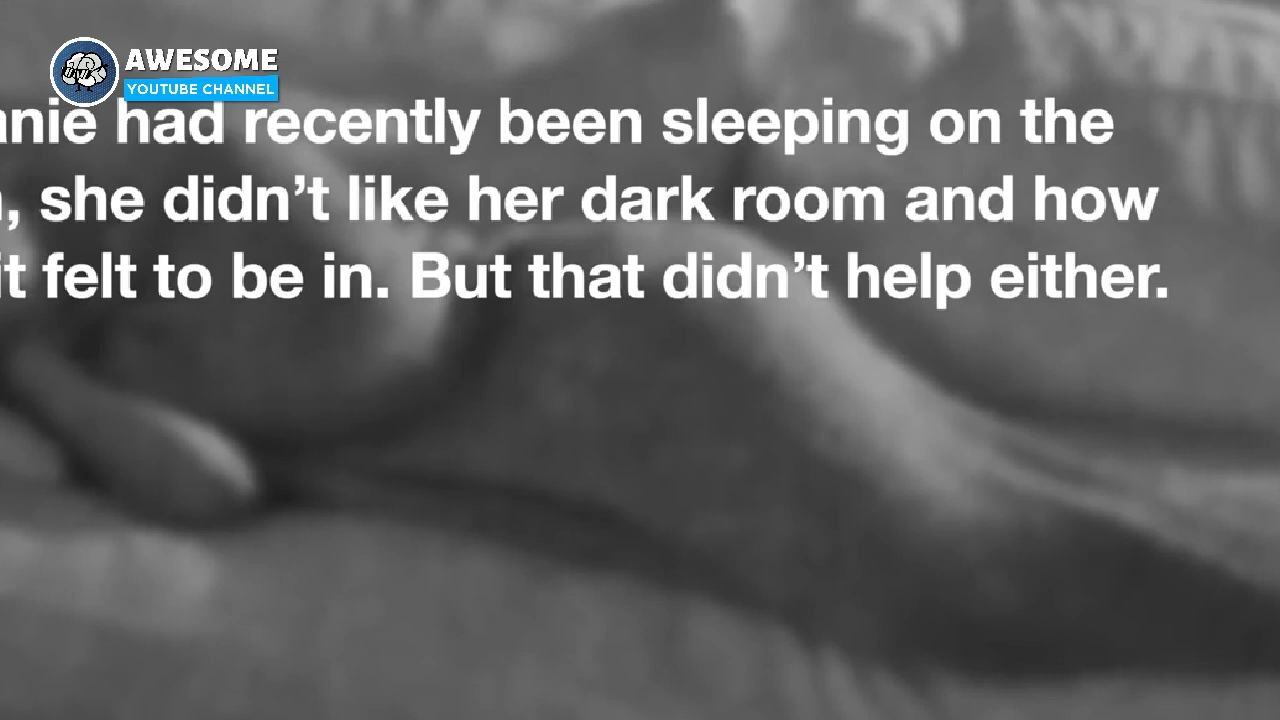 AWESOME
YOUTUBE CHANNEL
had recently been sleeping on the
she didn't like her dark room and how
it felt to be in. But that didn't help either.